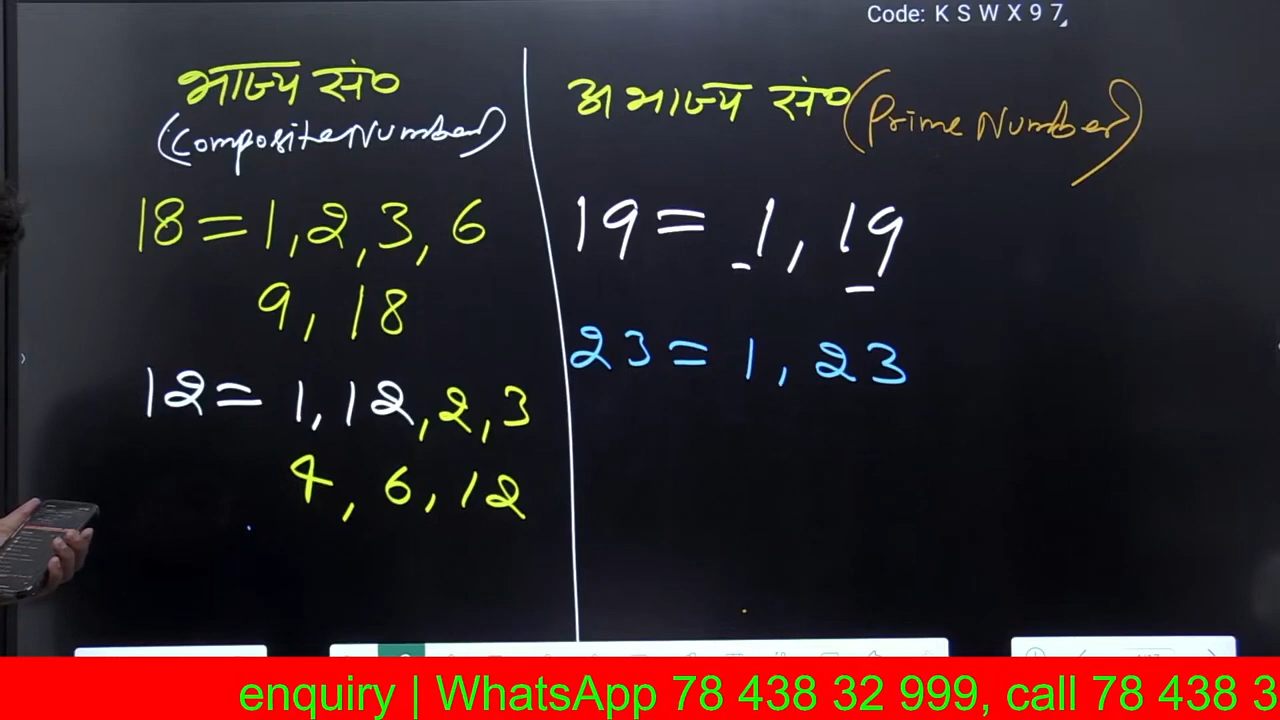 Code: K S W X 9 7
भाज्य सं०
(Composite Number)
18 = 1, 2, 3, 6
9, 18
12 = 1, 12, 2, 3
4, 6, 12
अभाज्य सं० (Prime Number)
19 = 1, 19
23 = 1, 23
enquiry | WhatsApp 78 438 32 999, call 78 438 3